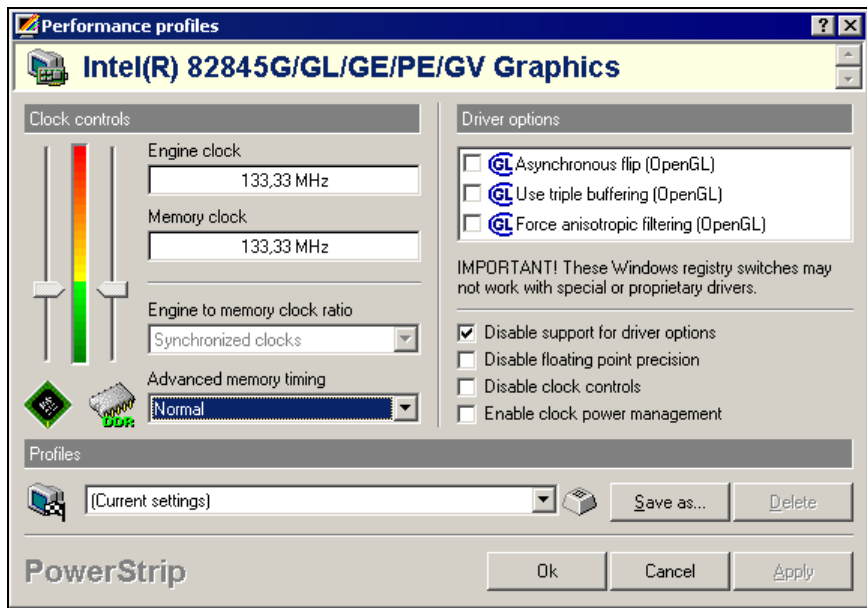 Performance profiles
Intel(R) 82845G/GL/GE/PE/GV Graphics
Clock controls
Engine clock
133,33 MHz
Memory clock
133,33 MHz
Engine to memory clock ratio
Synchronized clocks
Advanced memory timing
Normal
DDR
Driver options
GL Asynchronous flip (OpenGL)
GL Use triple buffering (OpenGL)
GL Force anisotropic filtering (OpenGL)
IMPORTANT! These Windows registry switches may
not work with special or proprietary drivers.
Disable support for driver options
Disable floating point precision
Disable clock controls
Enable clock power management
Profiles
(Current settings)
Save as...
Delete
PowerStrip
Ok
Cancel
Apply